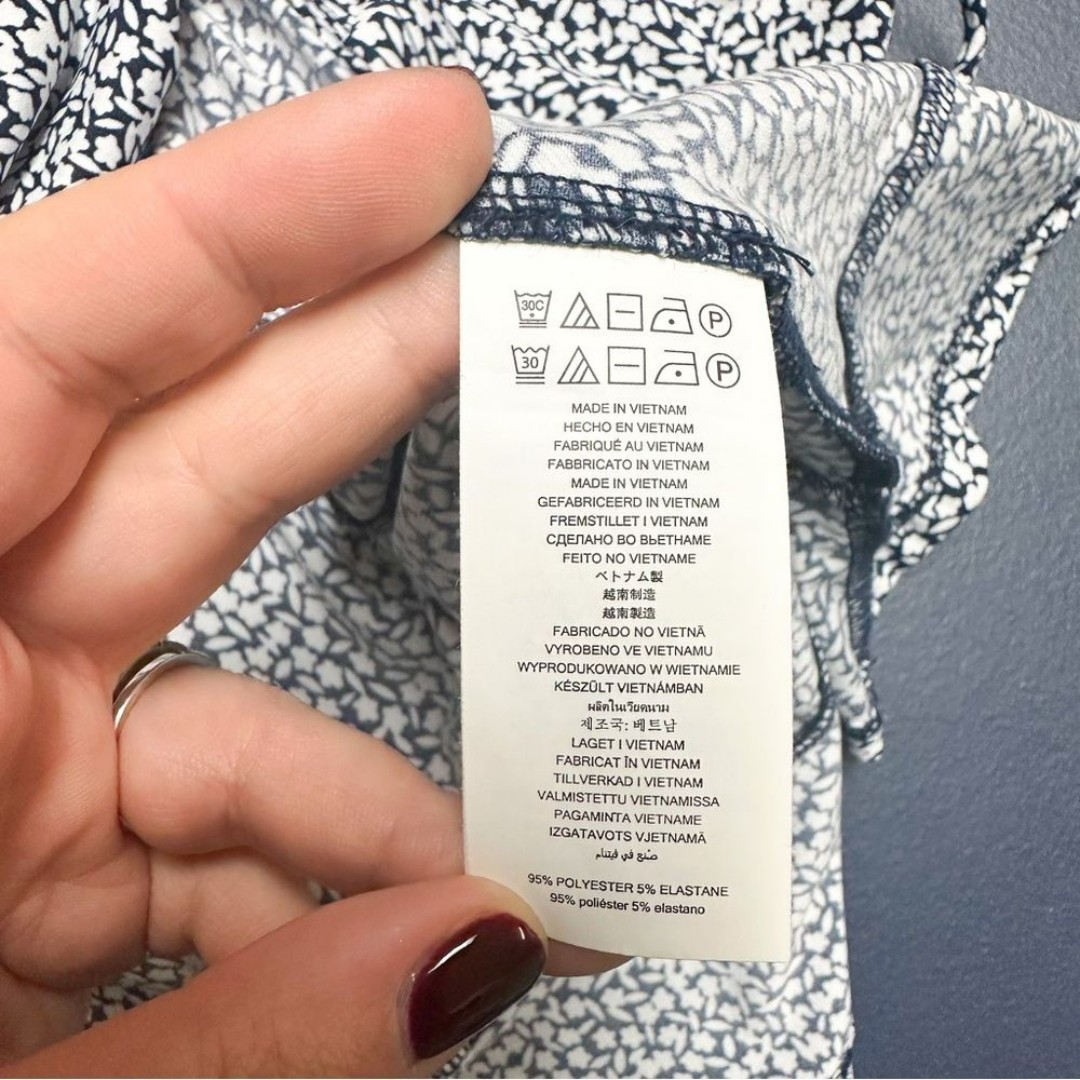 30C P
30 P
MADE IN VIETNAM
HECHO EN VIETNAM
FABRIQUÉ AU VIETNAM
FABBRICATO IN VIETNAM
MADE IN VIETNAM
GEFABRICEERD IN VIETNAM
FREMSTILLET I VIETNAM
СДЕЛАНО ВО ВЬЕТНАМЕ
FEITO NO VIETNAME
ベトナム製
越南制造
越南製造
FABRICADO NO VIETNÃ
VYROBENO VE VIETNAMU
WYPRODUKOWANO W WIETNAMIE
KÉSZÜLT VIETNÁMBAN
ผลิตในเวียดนาม
제조국: 베트남
LAGET I VIETNAM
FABRICAT ÎN VIETNAM
TILLVERKAD I VIETNAM
VALMISTETTU VIETNAMISSA
PAGAMINTA VIETNAME
IZGATAVOTS VJETNAMĀ
صنع في فيتنام
95% POLYESTER 5% ELASTANE
95% poliéster 5% elastano